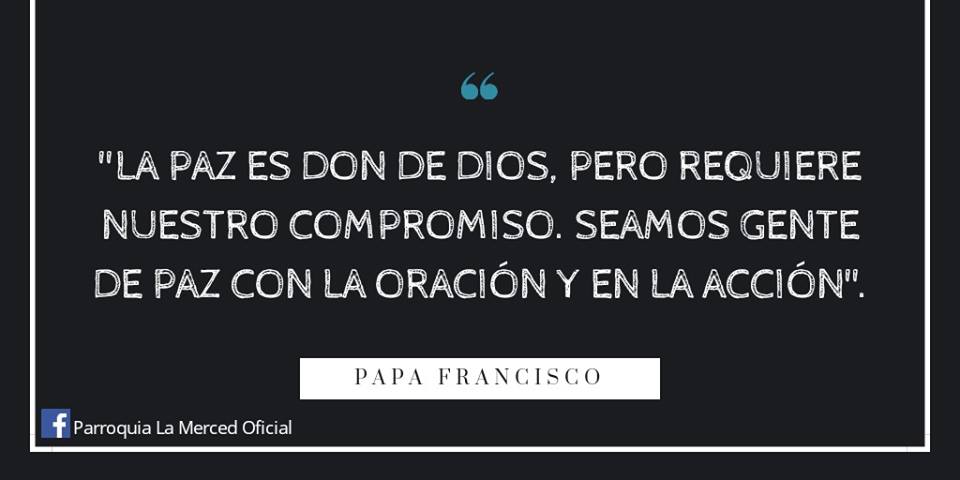 “
"LA PAZ ES DON DE DIOS, PERO REQUIERE
NUESTRO COMPROMISO. SEAMOS GENTE
DE PAZ CON LA ORACIÓN Y EN LA ACCIÓN".
PAPA FRANCISCO
f Parroquia La Merced Oficial